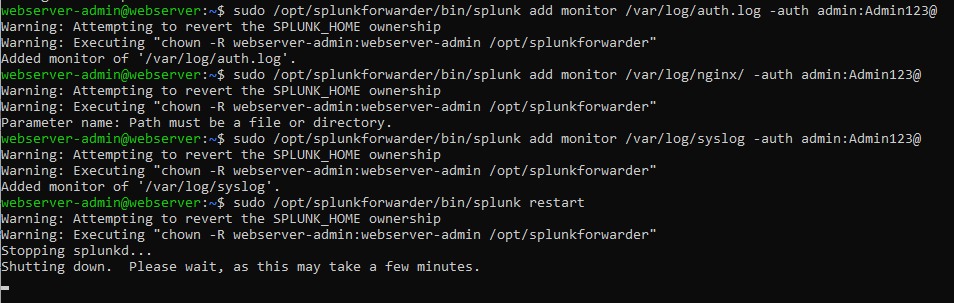 webserver-admin@webserver:~$ sudo /opt/splunkforwarder/bin/splunk add monitor /var/log/auth.log -auth admin:Admin123@
Warning: Attempting to revert the SPLUNK_HOME ownership
Warning: Executing "chown -R webserver-admin:webserver-admin /opt/splunkforwarder"
Added monitor of '/var/log/auth.log'.
webserver-admin@webserver:~$ sudo /opt/splunkforwarder/bin/splunk add monitor /var/log/nginx/ -auth admin:Admin123@
Warning: Attempting to revert the SPLUNK_HOME ownership
Warning: Executing "chown -R webserver-admin:webserver-admin /opt/splunkforwarder"
Parameter name: Path must be a file or directory.
webserver-admin@webserver:~$ sudo /opt/splunkforwarder/bin/splunk add monitor /var/log/syslog -auth admin:Admin123@
Warning: Attempting to revert the SPLUNK_HOME ownership
Warning: Executing "chown -R webserver-admin:webserver-admin /opt/splunkforwarder"
Added monitor of '/var/log/syslog'.
webserver-admin@webserver:~$ sudo /opt/splunkforwarder/bin/splunk restart
Warning: Attempting to revert the SPLUNK_HOME ownership
Warning: Executing "chown -R webserver-admin:webserver-admin /opt/splunkforwarder"
Stopping splunkd...
Shutting down.  Please wait, as this may take a few minutes.